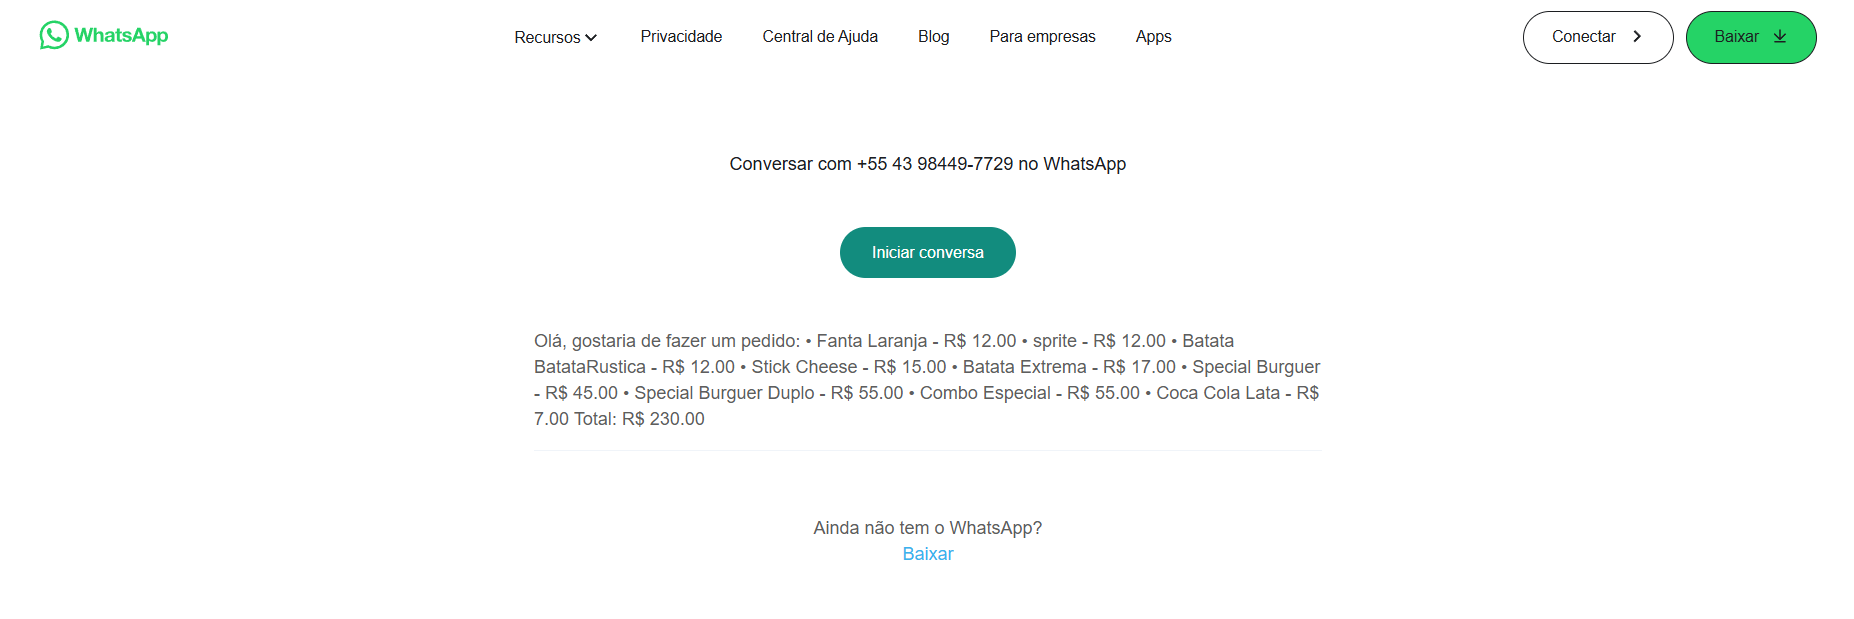 WhatsApp
Recursos
Privacidade
Central de Ajuda
Blog
Para empresas
Apps
Conectar
Baixar
Conversar com +55 43 98449-7729 no WhatsApp
Iniciar conversa
Olá, gostaria de fazer um pedido: • Fanta Laranja - R$ 12.00 • sprite - R$ 12.00 • Batata
BatataRustica - R$ 12.00 • Stick Cheese - R$ 15.00 • Batata Extrema - R$ 17.00 • Special Burguer
- R$ 45.00 • Special Burguer Duplo - R$ 55.00 • Combo Especial - R$ 55.00 • Coca Cola Lata - R$
7.00 Total: R$ 230.00
Ainda não tem o WhatsApp?
Baixar